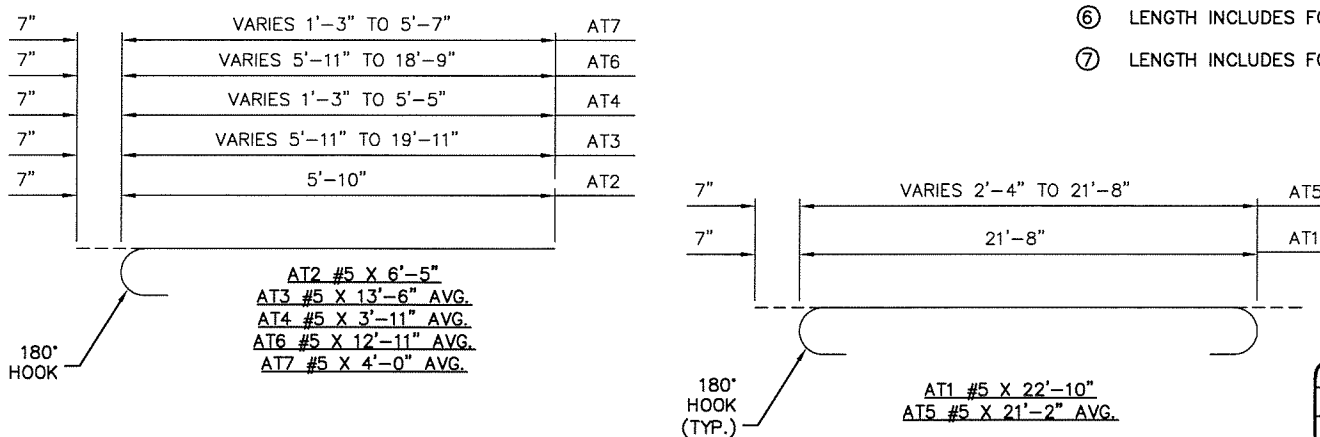 7" VARIES 1'-3" TO 5'-7" AT7
7" VARIES 5'-11" TO 18'-9" AT6
7" VARIES 1'-3" TO 5'-5" AT4
7" VARIES 5'-11" TO 19'-11" AT3
7" 5'-10" AT2
180° HOOK
AT2 #5 X 6'-5"
AT3 #5 X 13'-6" AVG.
AT4 #5 X 3'-11" AVG.
AT6 #5 X 12'-11" AVG.
AT7 #5 X 4'-0" AVG.
⑥ LENGTH INCLUDES
⑦ LENGTH INCLUDES
7" VARIES 2'-4" TO 21'-8" AT5
7" 21'-8" AT1
180°
HOOK
(TYP.)
AT1 #5 X 22'-10"
AT5 #5 X 21'-2" AVG.